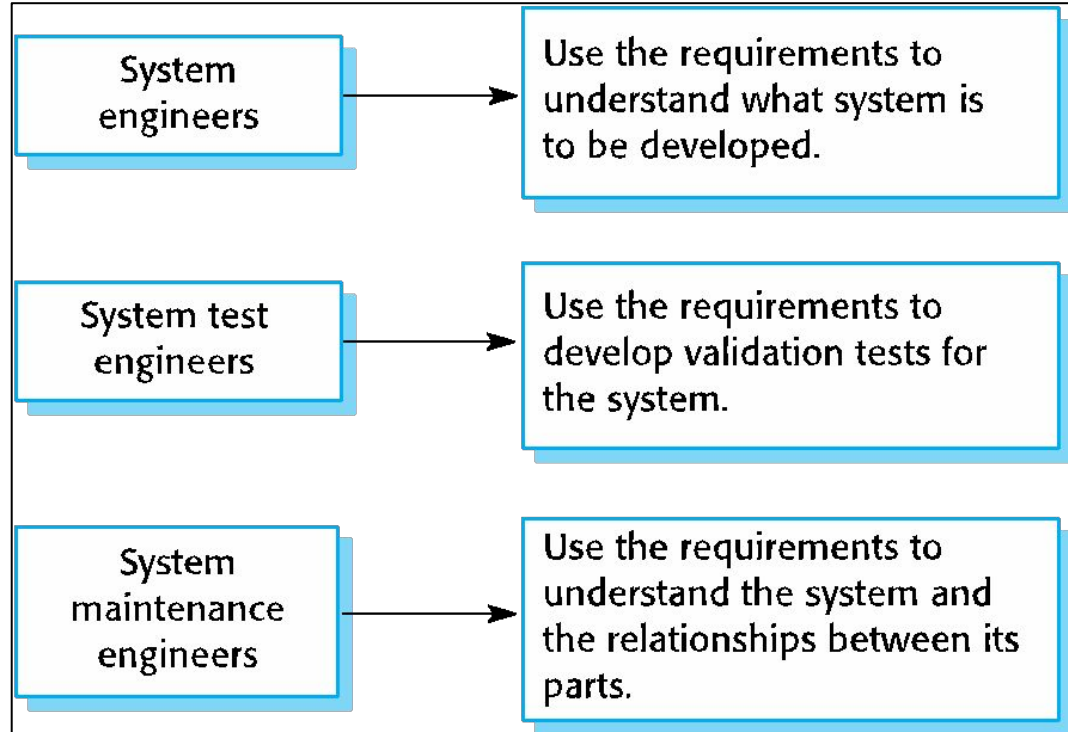 System
engineers
Use the requirements to
understand what system is
to be developed.
System test
engineers
Use the requirements to
develop validation tests for
the system.
System
maintenance
engineers
Use the requirements to
understand the system and
the relationships between its
parts.